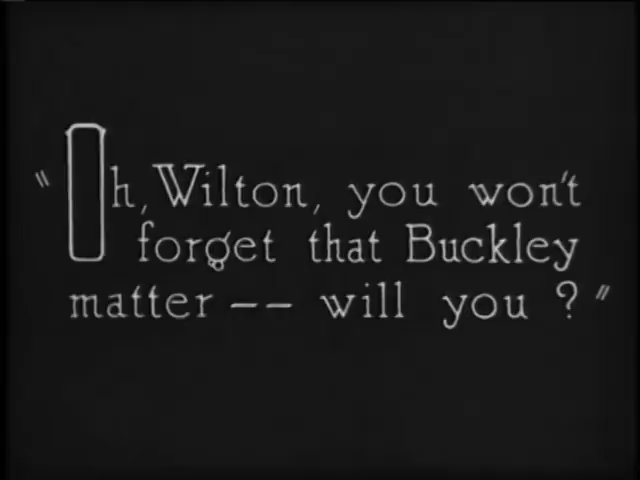 "Oh, Wilton, you won't
forget that Buckley
matter -- will you ?"